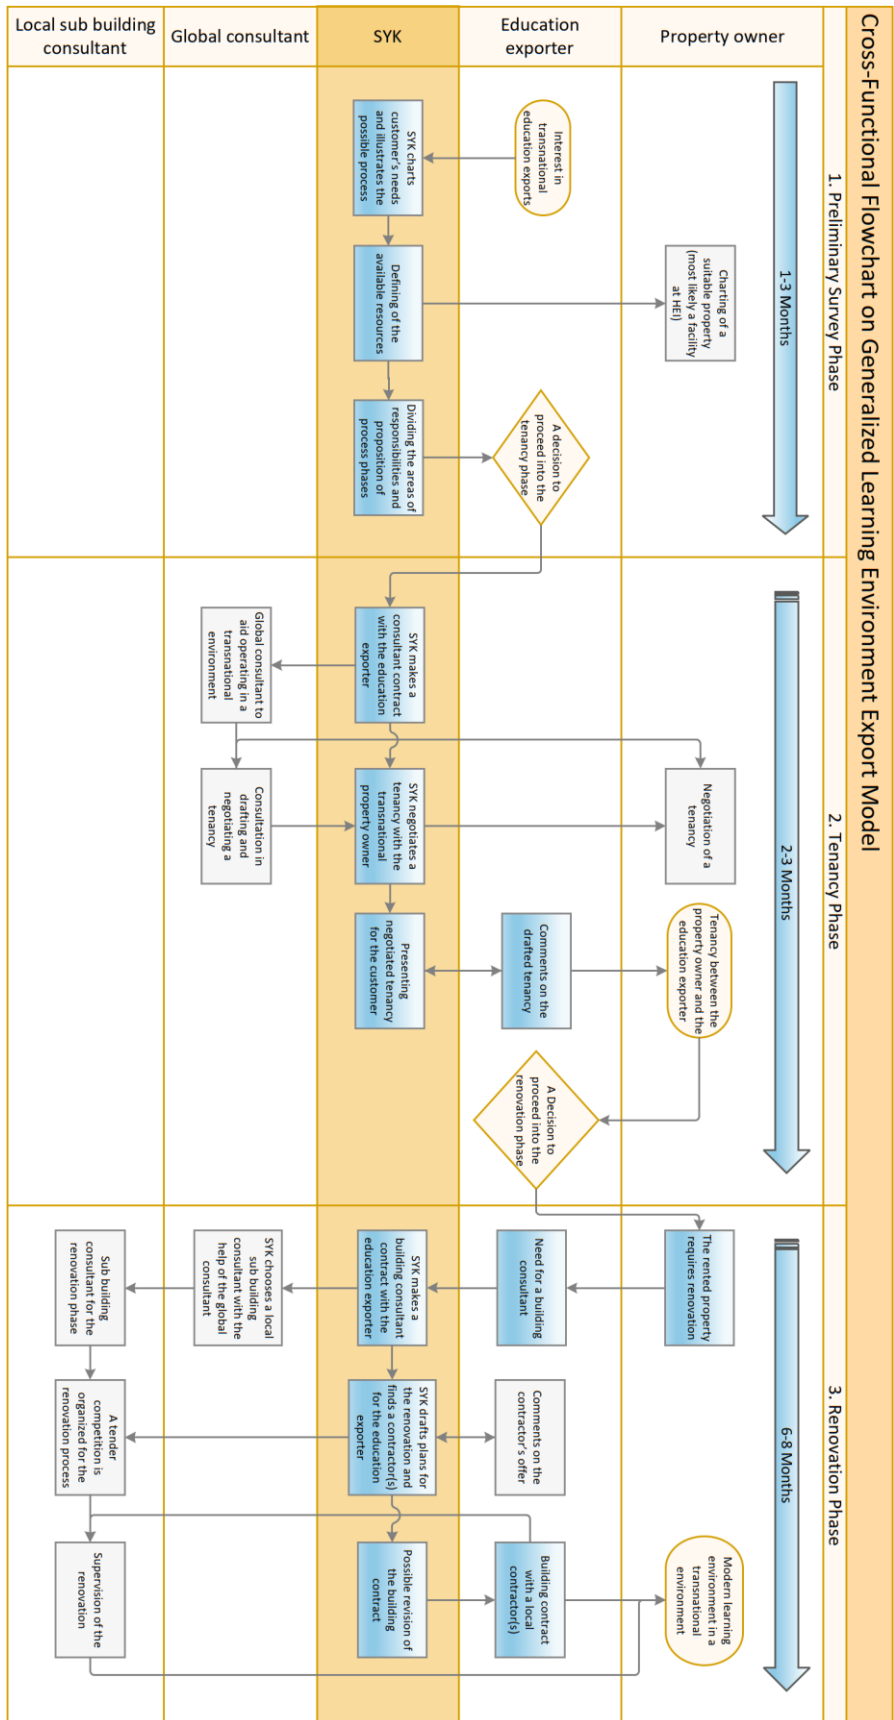 Cross-Functional Flowchart on Generalized Learning Environment Export Model
1. Preliminary Survey Phase
2. Tenancy Phase
3. Renovation Phase
1-3 Months
2-3 Months
6-8 Months
Property owner
Charting of a
suitable property
(most likely a facility
at HEI)
Negotiation of a
tenancy
Tenancy between the
property owner and the
education exporter
The rented property
requires renovation
Modern learning
environment in a
transnational
environment
Education
exporter
Interest in
transnational
education exports
A decision to
proceed into the
tenancy phase
Comments on the
drafted tenancy
A Decision to
proceed into the
renovation phase
Need for a building
consultant
Comments on the
contractor's offer
Building contract
with a local
contractor(s)
SYK
SYK charts
customer's needs
and illustrates the
possible process
Defining of the
available resources
Dividing the areas of
responsibilities and
proposition of
process phases
SYK makes a
consultant contract
with the education
exporter
SYK negotiates a
tenancy with the
transnational
property owner
Presenting
negotiated tenancy
for the customer
SYK makes a
building consultant
contract with the
education exporter
SYK drafts plans for
the renovation and
finds a contractor(s)
for the education
exporter
Possible revision of
the building
contract
Global consultant
Global consultant to
aid operating in a
transnational
environment
Consultation in
drafting and
negotiating a
tenancy
SYK chooses a local
sub building
consultant with the
help of the global
consultant
Local sub building
consultant
Sub building
consultant for the
renovation phase
A tender
competition is
organized for the
renovation process
Supervision of the
renovation